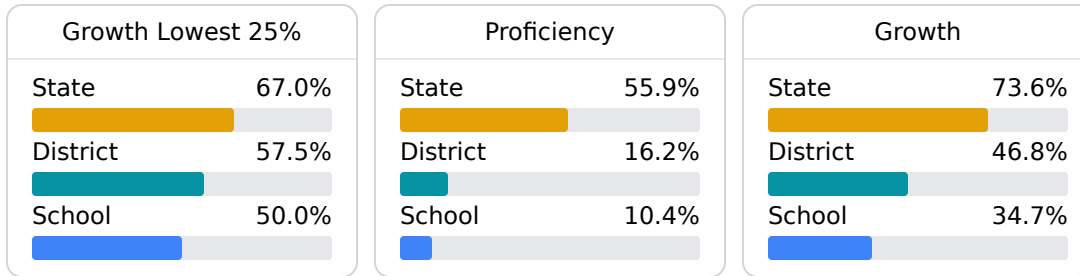 Growth Lowest 25%
State 67.0%
District 57.5%
School 50.0%
Proficiency
State 55.9%
District 16.2%
School 10.4%
Growth
State 73.6%
District 46.8%
School 34.7%